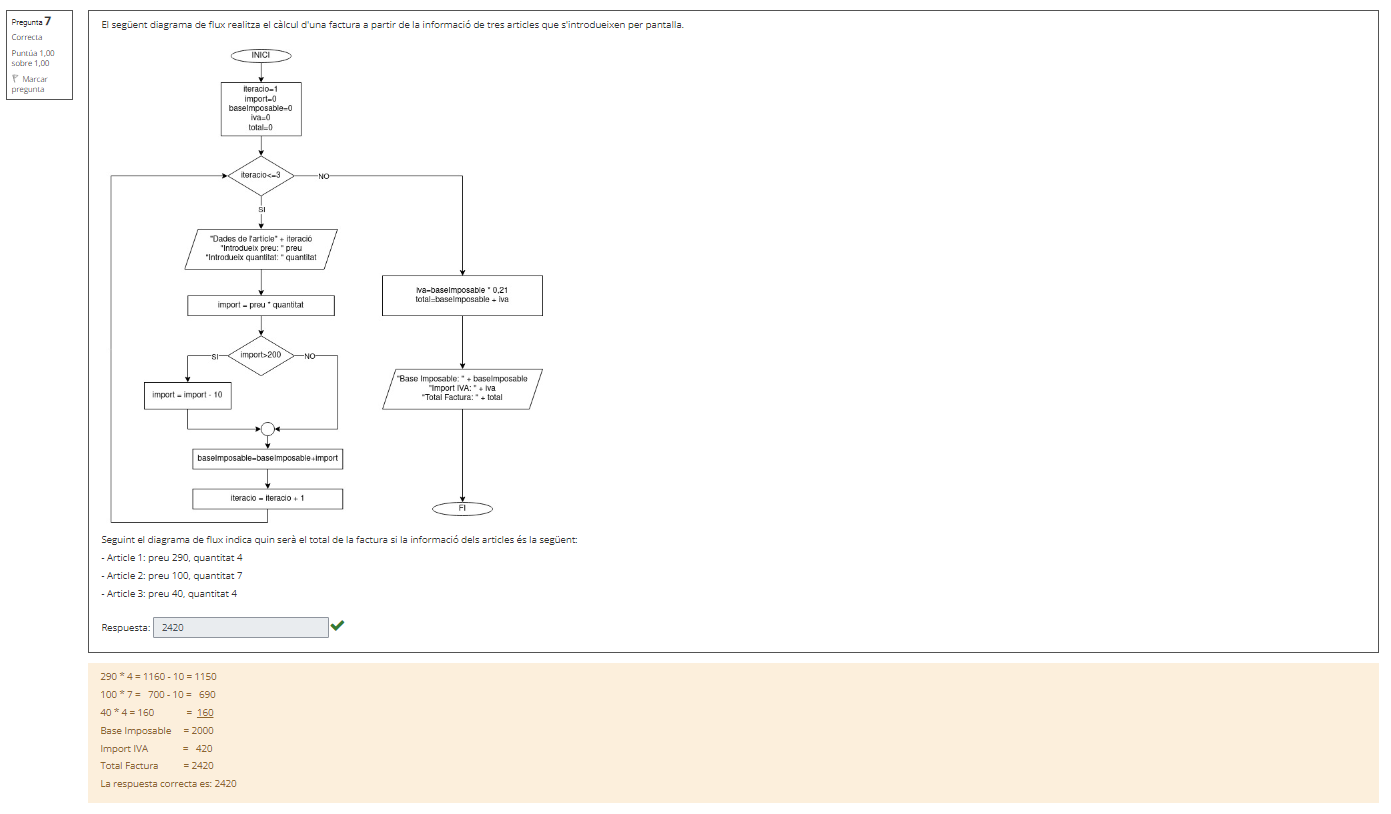 Pregunta 7
Correcta
Puntúa 1,00
sobre 1,00
Marcar
pregunta
El següent diagrama de flux realitza el càlcul d'una factura a partir de la informació de tres articles que s'introdueixen per pantalla.
INICI
iteracio=1
import=0
baseImposable=0
iva=0
total=0
iteracio<=3
NO
SI
"Dades de l'article" + iteració
"Introdueix preu: " preu
"Introdueix quantitat: " quantitat
import = preu * quantitat
import>200
SI
NO
import = import - 10
baseImposable=baseImposable+import
iteracio = iteracio + 1
iva=baseImposable * 0,21
total=baseImposable + iva
"Base Imposable: " + baseImposable
"Import IVA: " + iva
"Total Factura: " + total
FI
Seguint el diagrama de flux indica quin serà el total de la factura si la informació dels articles és la següent:
- Article 1: preu 290, quantitat 4
- Article 2: preu 100, quantitat 7
- Article 3: preu 40, quantitat 4
Respuesta: 2420
290 * 4 = 1160 - 10 = 1150
100 * 7 = 700 - 10 = 690
40 * 4 = 160 = 160
Base Imposable = 2000
Import IVA = 420
Total Factura = 2420
La respuesta correcta es: 2420